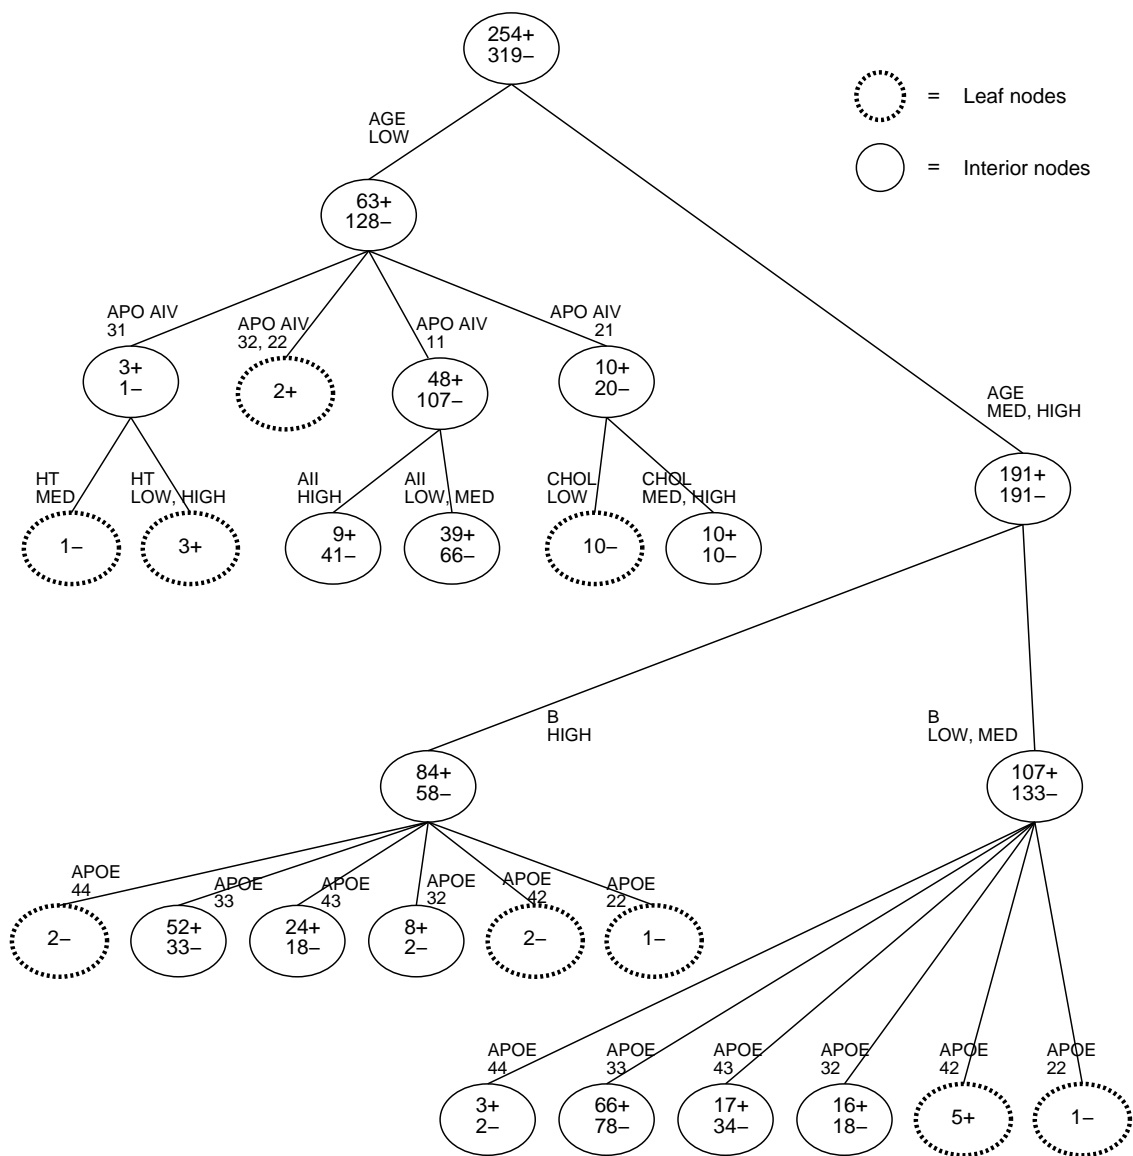 254+
319–
= Leaf nodes
= Interior nodes
AGE
LOW
63+
128–
APO AIV
31
APO AIV
32, 22
APO AIV
11
APO AIV
21
3+
1–
2+
48+
107–
10+
20–
AGE
MED, HIGH
191+
191–
HT
MED
HT
LOW, HIGH
AII
HIGH
AII
LOW, MED
CHOL
LOW
CHOL
MED, HIGH
1–
3+
9+
41–
39+
66–
10–
10+
10–
B
HIGH
B
LOW, MED
84+
58–
107+
133–
APOE
44
APOE
33
APOE
43
APOE
32
APOE
42
APOE
22
2–
52+
33–
24+
18–
8+
2–
2–
1–
APOE
44
APOE
33
APOE
43
APOE
32
APOE
42
APOE
22
3+
2–
66+
78–
17+
34–
16+
18–
5+
1–